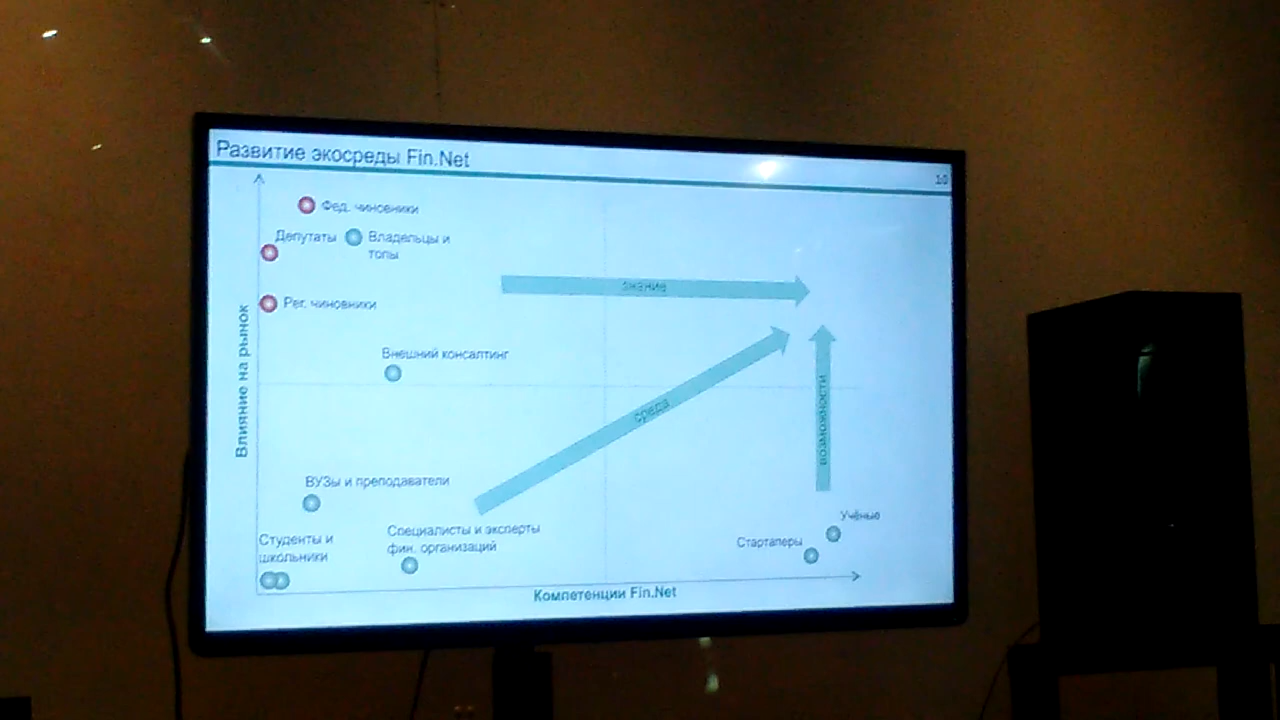 Развитие экосреды Fin.Net
10
Фед. чиновники
Депутаты
Владельцы и
топы
знание
Рег. чиновники
Влияние на рынок
Внешний консалтинг
среда
возможности
ВУЗы и преподаватели
Специалисты и эксперты
фин. организаций
Студенты и
школьники
Учёные
Стартаперы
Компетенции Fin.Net